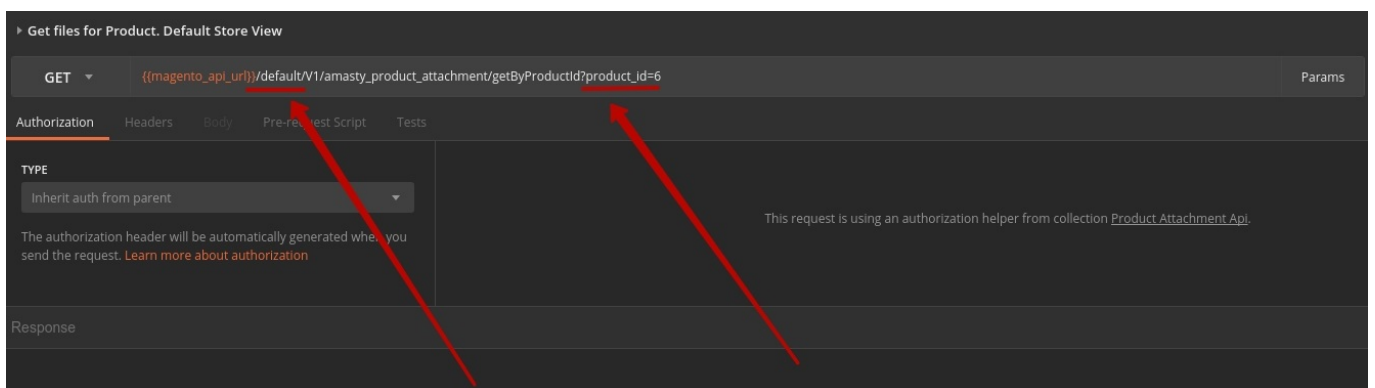 Get files for Product. Default Store View
GET {{magento_api_url}}/default/V1/amasty_product_attachment/getByProductId?product_id=6 Params
Authorization Headers Body Pre-request Script Tests
TYPE
Inherit auth from parent
This request is using an authorization helper from collection Product Attachment Api.
The authorization header will be automatically generated when you
send the request. Learn more about authorization
Response